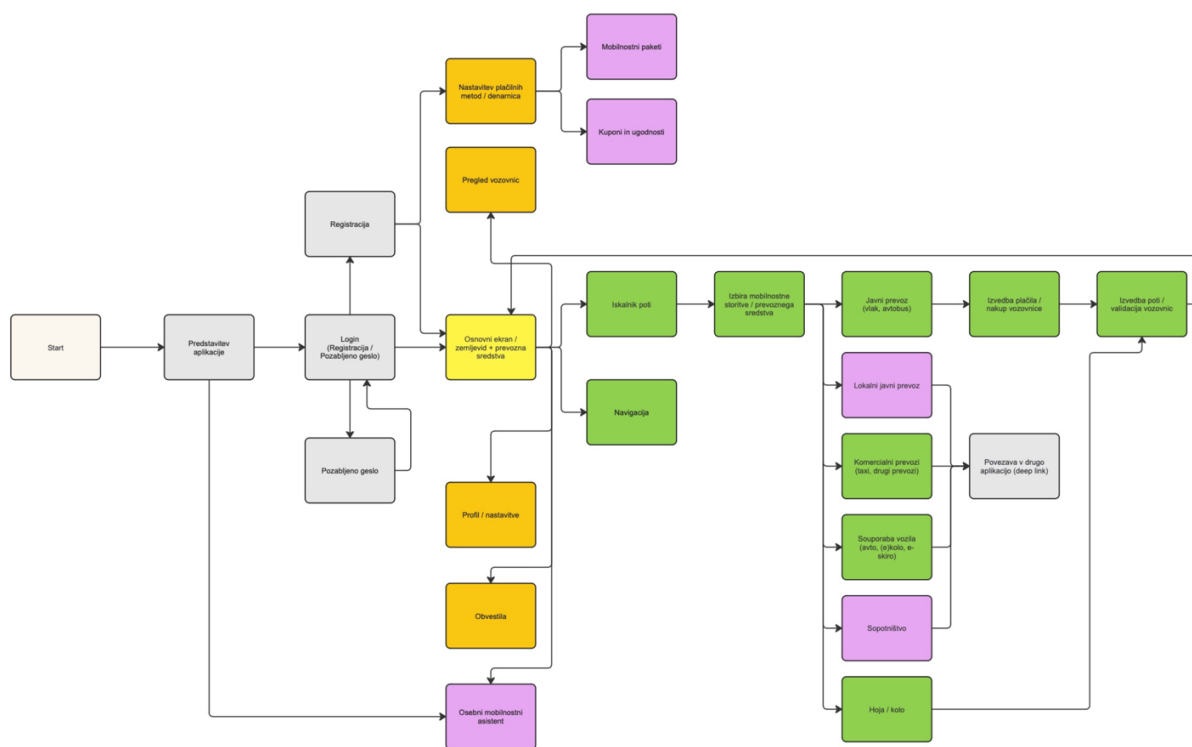 Mobilnostni paketi
Nastavitev plačilnih
metod / denarnica
Kuponi in ugodnosti
Pregled vozovnic
Registracija
Iskalnik poti
Izbira mobilnostne
storitve / prevoznega
sredstva
Javni prevoz
(vlak, avtobus)
Izvedba plačila /
nakup vozovnice
Izvedba poti /
validacija vozovnic
Start
Predstavitev
aplikacije
Login
(Registracija /
Pozabljeno geslo)
Osnovni ekran /
zemljevid + prevozna
sredstva
Lokalni javni prevoz
Navigacija
Pozabljeno geslo
Komercialni prevozi
(taxi, drugi prevozi)
Povezava v drugo
aplikacijo (deep link)
Profil / nastavitve
Souporaba vozila
(avto, (e)kolo, e-
skiro)
Obvestila
Sopotništvo
Osebni mobilnostni
asistent
Hoja / kolo